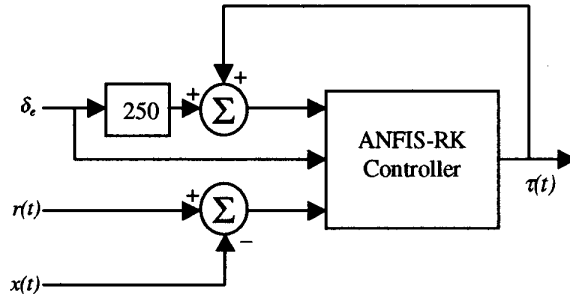 +
δe
250
+
Σ
ANFIS-RK
Controller
τ(t)
r(t)
+
Σ
−
x(t)